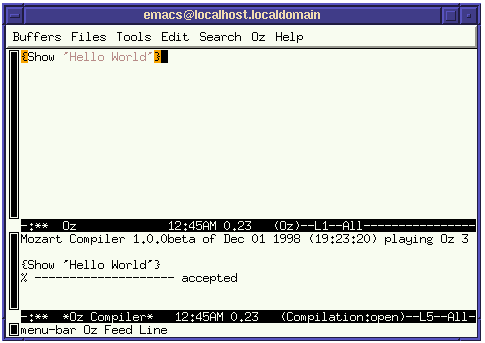 emacs@localhost.localdomain
Buffers Files Tools Edit Search Oz Help
{Show "Hello World"}
-:** Oz 12:45AM 0.23 (Oz)--L1--All----------------
Mozart Compiler 1.0.0beta of Dec 01 1998 (19:23:20) playing Oz 3
{Show "Hello World"}
% -------------------- accepted
-:** *Oz Compiler* 12:45AM 0.23 (Compilation:open)--L5--All-
menu-bar Oz Feed Line